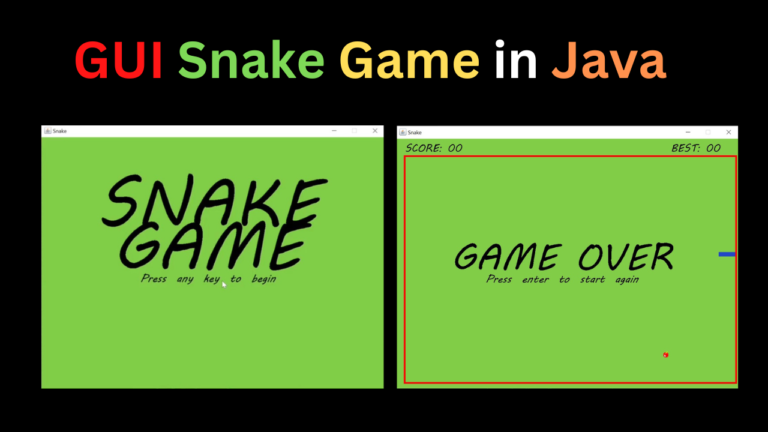 GUI Snake Game in Java
Snake
SNAKE
GAME
Press any key to begin
Snake
SCORE: 00 BEST: 00
GAME OVER
Press enter to start again